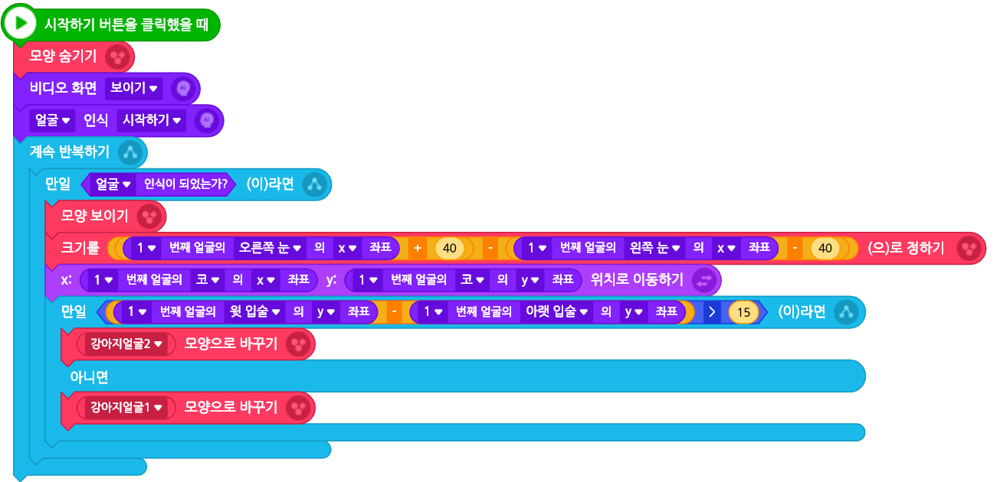 시작하기 버튼을 클릭했을 때
모양 숨기기
비디오 화면 보이기
얼굴 인식 시작하기
계속 반복하기
만일 얼굴 인식이 되었는가? (이)라면
모양 보이기
크기를 1 번째 얼굴의 오른쪽 눈 의 x 좌표 + 40 - 1 번째 얼굴의 왼쪽 눈 의 x 좌표 - 40 (으)로 정하기
x: 1 번째 얼굴의 코 의 x 좌표 y: 1 번째 얼굴의 코 의 y 좌표 위치로 이동하기
만일 1 번째 얼굴의 윗 입술 의 y 좌표 - 1 번째 얼굴의 아랫 입술 의 y 좌표 > 15 (이)라면
강아지얼굴2 모양으로 바꾸기
아니면
강아지얼굴1 모양으로 바꾸기